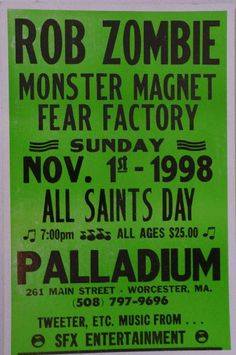 ROB ZOMBIE
MONSTER MAGNET
FEAR FACTORY
SUNDAY
NOV. 1st - 1998
ALL SAINTS DAY
7:00pm ALL AGES $25.00
PALLADIUM
261 MAIN STREET - WORCESTER, MA.
(508) 797-9696
TWEETER, ETC. MUSIC FROM . . .
SFX ENTERTAINMENT